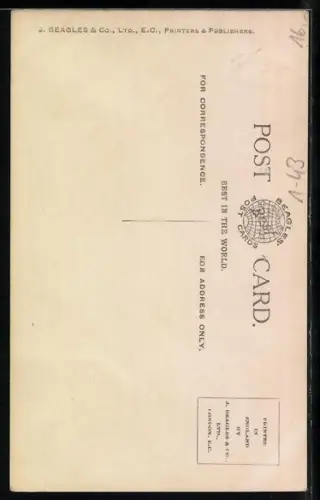 J. BEAGLES & CO., LTD., E.C., PRINTERS & PUBLISHERS.
POST CARD.
BEAGLES
POST CARDS
BEST IN THE WORLD.
FOR CORRESPONDENCE.
FOR ADDRESS ONLY.
PRINTED
IN
ENGLAND
BY
J. BEAGLES & CO.,
LTD.,
LONDON, E.C.